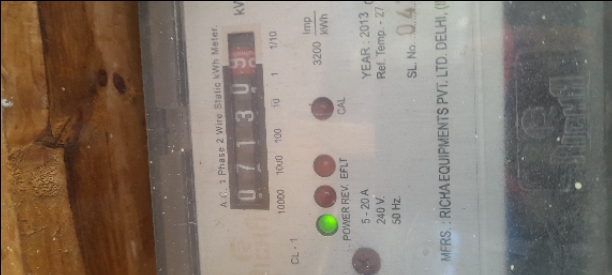 A.C. 1 Phase 2 Wire Static kWh Meter.
0 7 1 3 0
10000 1000 100 10 1 1/10
Imp
kWh
3200
CL - 1
CAL
POWER REV. EFLT
5 - 20 A
240 V.
50 Hz.
YEAR : 2013
Ref. Temp. - 27
SL. No.
MFRS. : RICHA EQUIPMENTS PVT. LTD. DELHI,